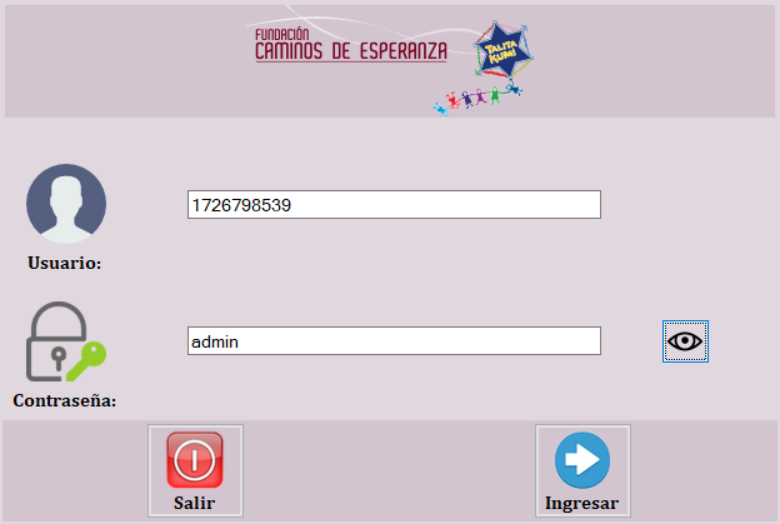 FUNDACIÓN
CAMINOS DE ESPERANZA
TALITA
KUMI
1726798539
Usuario:
admin
Contraseña:
Salir
Ingresar